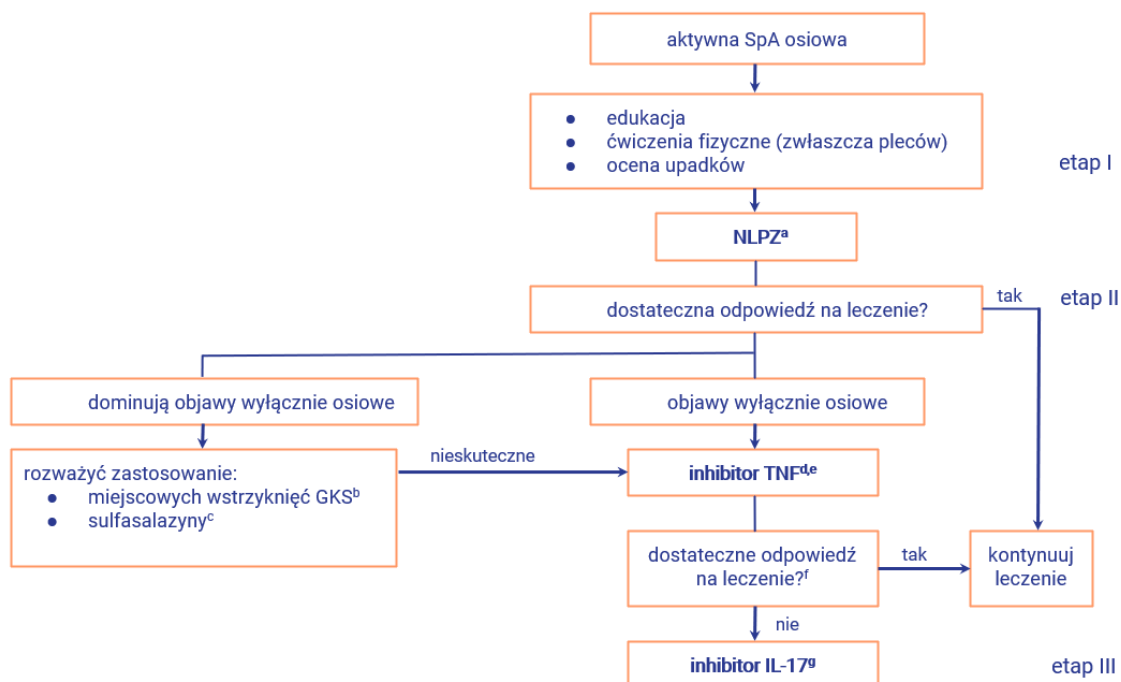 aktywna SpA osiowa
● edukacja
● ćwiczenia fizyczne (zwłaszcza pleców)
● ocena upadków
etap I
NLPZᵃ
dostateczna odpowiedź na leczenie?
tak
etap II
dominują objawy wyłącznie osiowe
objawy wyłącznie osiowe
rozważyć zastosowanie:
● miejscowych wstrzyknięć GKSᵇ
● sulfasalazynyᶜ
nieskuteczne
inhibitor TNFᵈ,ᵉ
dostateczne odpowiedź
na leczenie?ᶠ
tak
kontynuuj
leczenie
nie
inhibitor IL-17ᵍ
etap III